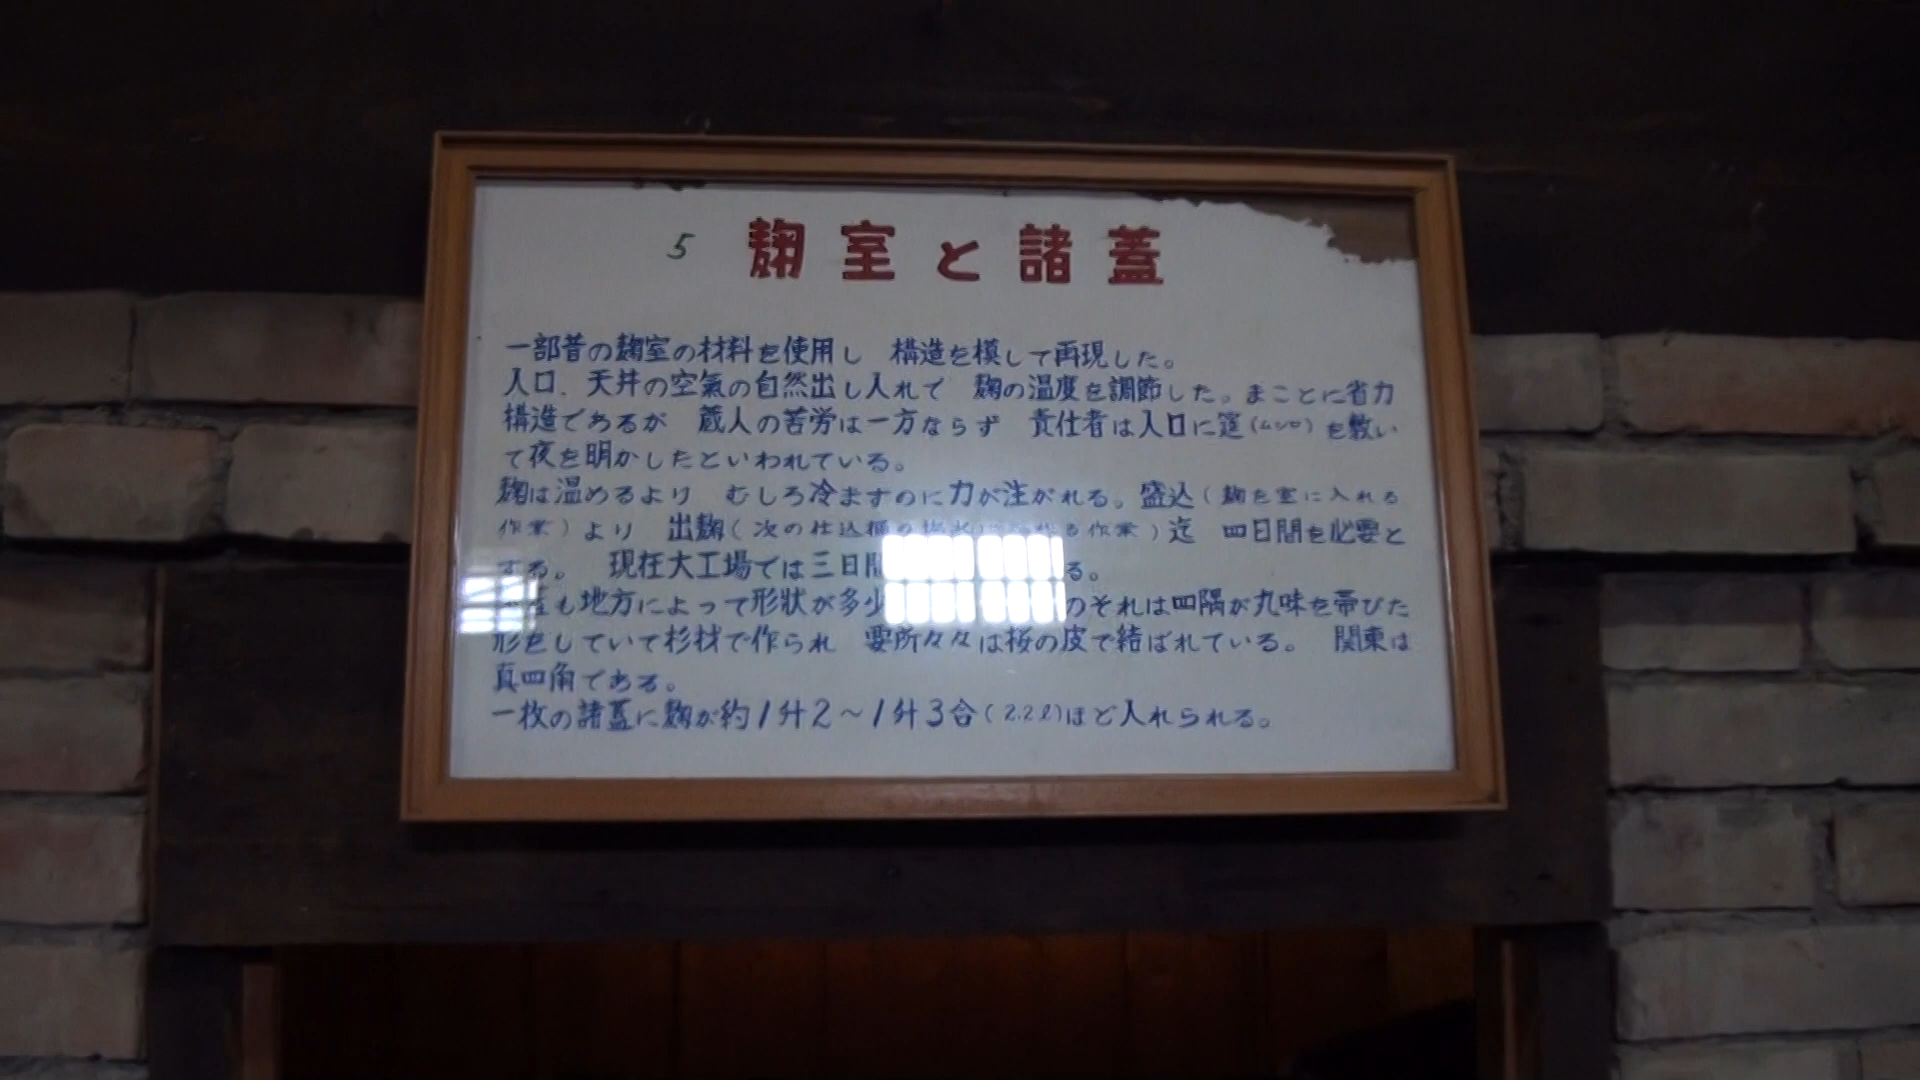 5 麹室と諸蓋
一部昔の麹室の材料を使用し 構造を模して再現した。
入口、天井の空氣の自然出し入れで 麹の温度を調節した。まことに省力
構造であるが 蔵人の苦労は一方ならず 責任者は入口に筵(ムシロ)を敷い
て夜を明かしたといわれている。
麹は温めるより むしろ冷ますのに力が注がれる。盛込(麹を室に入れる
作業)より 出麹(次の仕込桶の 作業)迄 四日間を必要と
する。 現在大工場では三日間 る。
も地方によって形状が多少 のそれは四隅が丸味を帯びた
形をしていて杉材で作られ 要所々々は桜の皮で結ばれている。 関東は
真四角である。
一枚の諸蓋に麹が約1升2〜1升3合(2.2ℓ)ほど入れられる。